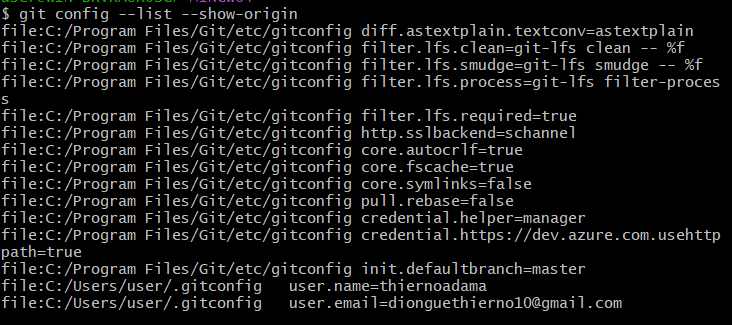 $ git config --list --show-origin
file:C:/Program Files/Git/etc/gitconfig diff.astextplain.textconv=astextplain
file:C:/Program Files/Git/etc/gitconfig filter.lfs.clean=git-lfs clean -- %f
file:C:/Program Files/Git/etc/gitconfig filter.lfs.smudge=git-lfs smudge -- %f
file:C:/Program Files/Git/etc/gitconfig filter.lfs.process=git-lfs filter-proces
s
file:C:/Program Files/Git/etc/gitconfig filter.lfs.required=true
file:C:/Program Files/Git/etc/gitconfig http.sslbackend=schannel
file:C:/Program Files/Git/etc/gitconfig core.autocrlf=true
file:C:/Program Files/Git/etc/gitconfig core.fscache=true
file:C:/Program Files/Git/etc/gitconfig core.symlinks=false
file:C:/Program Files/Git/etc/gitconfig pull.rebase=false
file:C:/Program Files/Git/etc/gitconfig credential.helper=manager
file:C:/Program Files/Git/etc/gitconfig credential.https://dev.azure.com.usehttp
path=true
file:C:/Program Files/Git/etc/gitconfig init.defaultbranch=master
file:C:/Users/user/.gitconfig   user.name=thiernoadama
file:C:/Users/user/.gitconfig   user.email=dionguethierno10@gmail.com